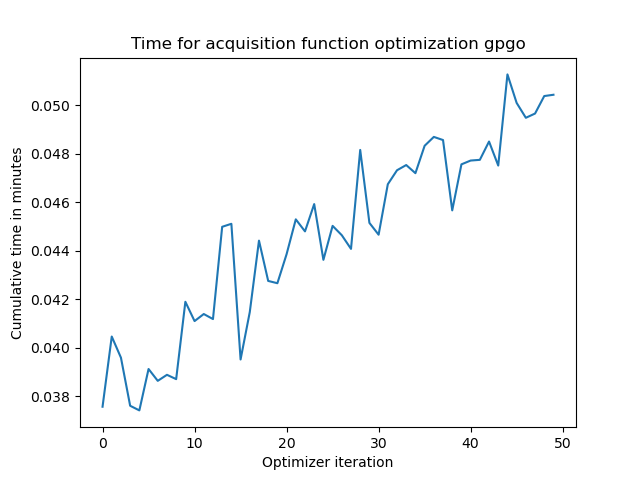 Time for acquisition function optimization gpgo
0.050
0.048
0.046
0.044
0.042
0.040
0.038
Cumulative time in minutes
0 10 20 30 40 50
Optimizer iteration